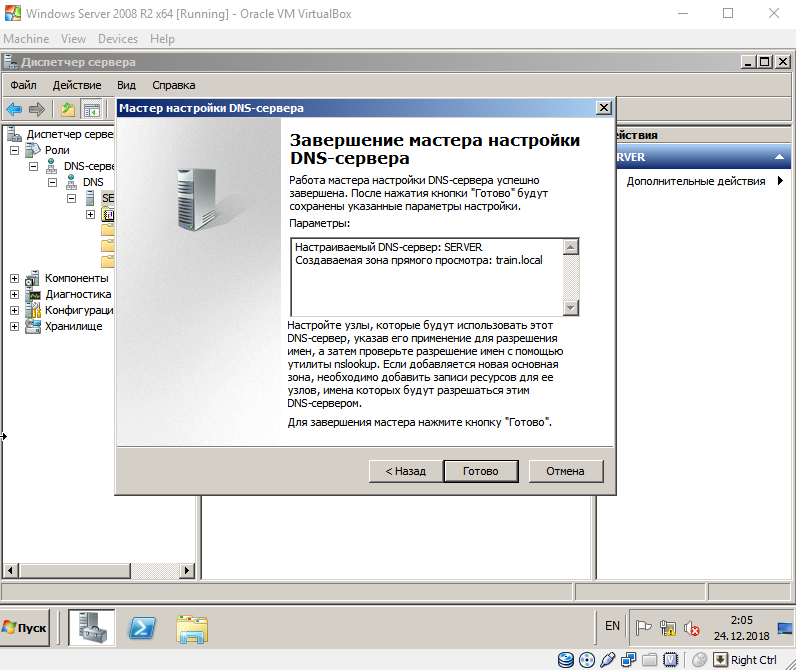 Windows Server 2008 R2 x64 [Running] - Oracle VM VirtualBox
Machine View Devices Help
Диспетчер сервера
Файл Действие Вид Справка
Мастер настройки DNS-сервера
Диспетчер серве
Роли
DNS-серве
DNS
SE
Компоненты
Диагностика
Конфигураци
Хранилище
Завершение мастера настройки
DNS-сервера
Работа мастера настройки DNS-сервера успешно
завершена. После нажатия кнопки "Готово" будут
сохранены указанные параметры настройки.
Параметры:
Настраиваемый DNS-сервер: SERVER
Создаваемая зона прямого просмотра: train.local
Настройте узлы, которые будут использовать этот
DNS-сервер, указав его применение для разрешения
имен, а затем проверьте разрешение имен с помощью
утилиты nslookup. Если добавляется новая основная
зона, необходимо добавить записи ресурсов для ее
узлов, имена которых будут разрешаться этим
DNS-сервером.
Для завершения мастера нажмите кнопку "Готово".
< Назад Готово Отмена
ействия
RVER
Дополнительные действия
Пуск
EN
2:05
24.12.2018
Right Ctrl